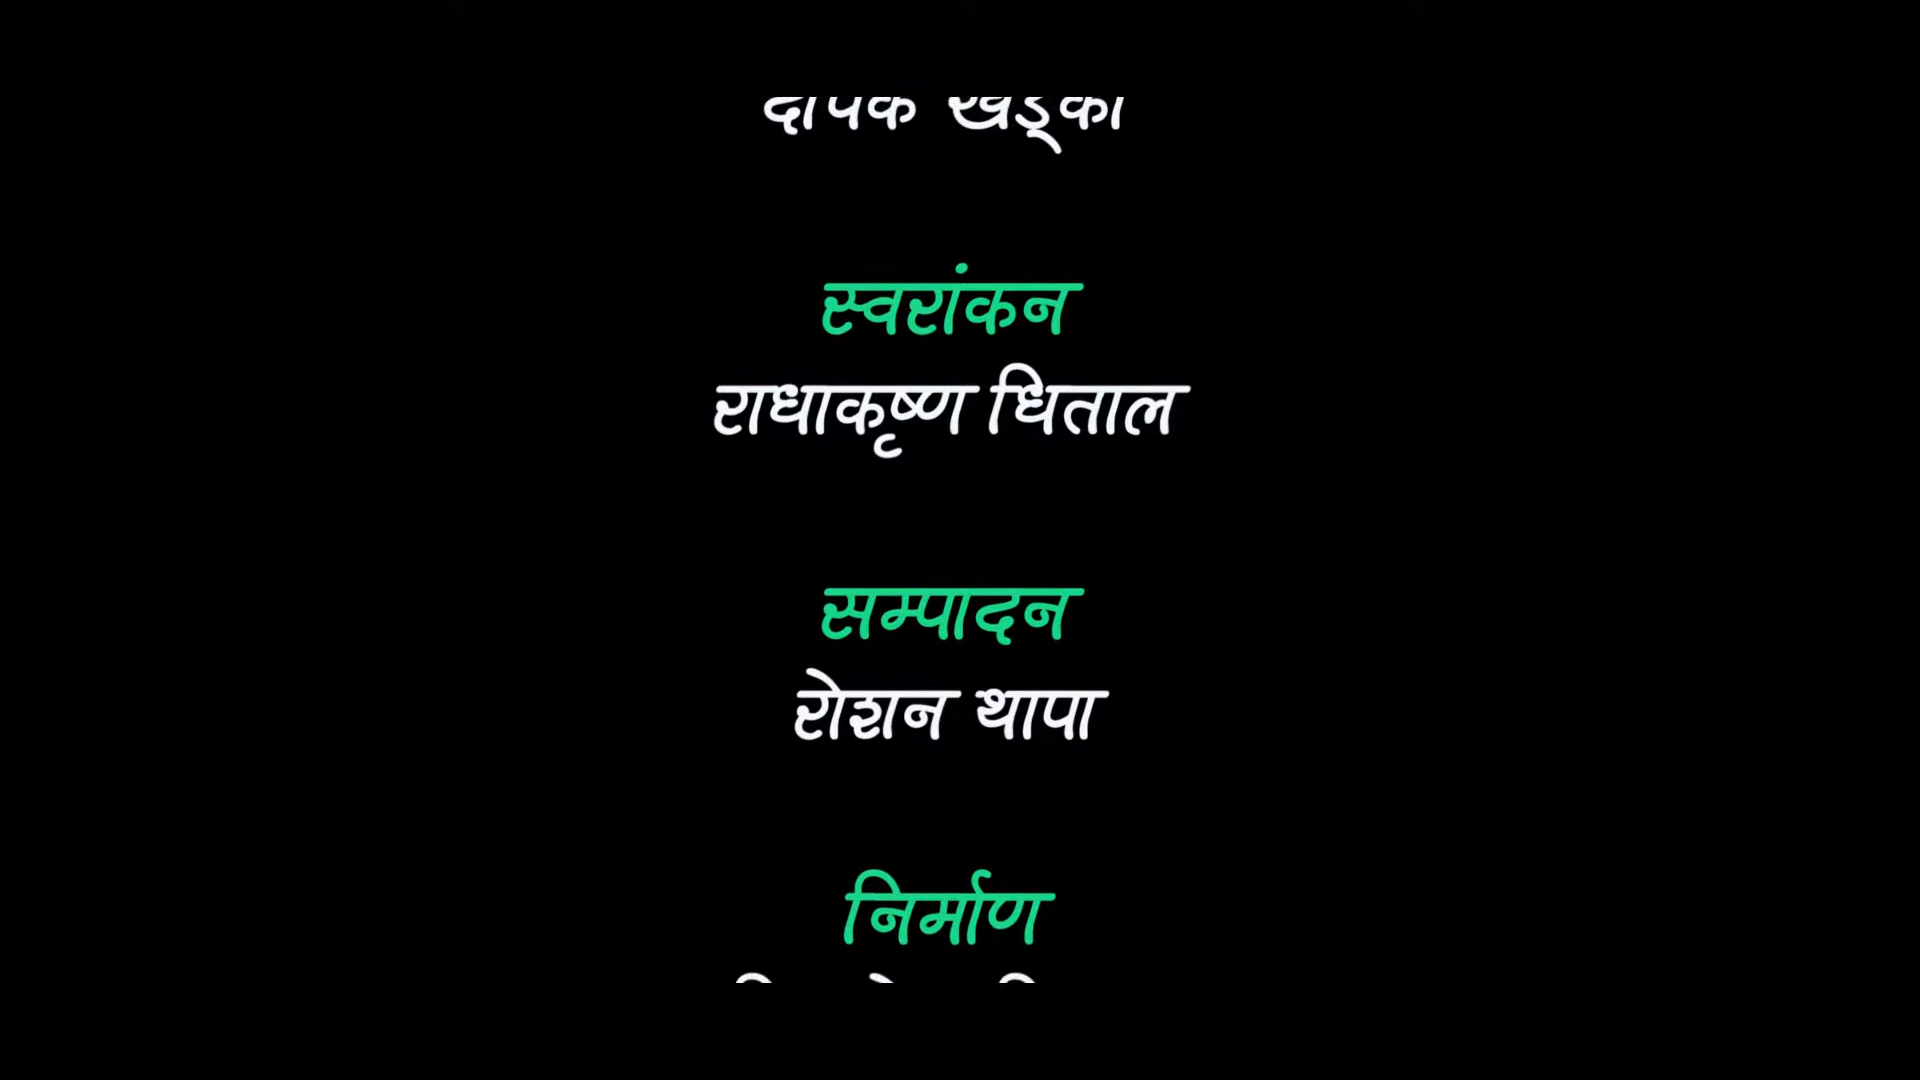 दीपक खड्का
स्वरांकन
राधाकृष्ण धिताल
सम्पादन
रोशन थापा
निर्माण